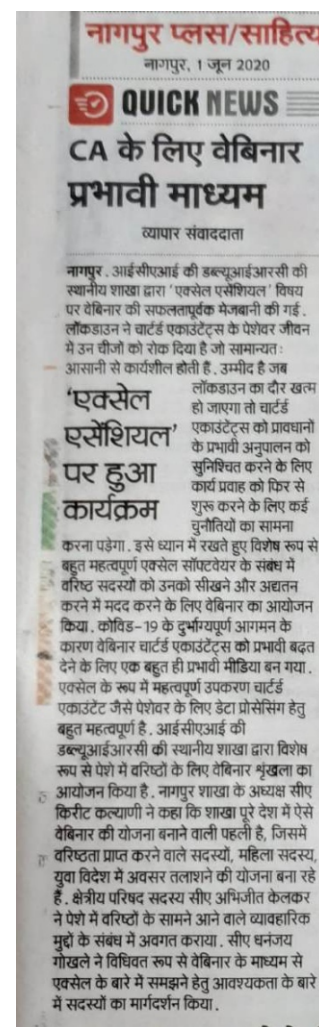 नागपुर प्लस/साहित्य
नागपुर, 1 जून 2020
QUICK NEWS
CA के लिए वेबिनार
प्रभावी माध्यम
व्यापार संवाददाता
नागपुर. आईसीएआई की डब्ल्यूआईआरसी की
स्थानीय शाखा द्वारा 'एक्सेल एसेंशियल' विषय
पर वेबिनार की सफलतापूर्वक मेजबानी की गई.
लॉकडाउन ने चार्टर्ड एकाउंटेंट्स के पेशेवर जीवन
में उन चीजों को रोक दिया है जो सामान्यतः
आसानी से कार्यशील होती हैं. उम्मीद है जब
लॉकडाउन का दौर खत्म
हो जाएगा तो चार्टर्ड
एकाउंटेंट्स को प्रावधानों
के प्रभावी अनुपालन को
सुनिश्चित करने के लिए
कार्य प्रवाह को फिर से
शुरू करने के लिए कई
चुनौतियों का सामना
'एक्सेल
एसेंशियल'
पर हुआ
कार्यक्रम
करना पड़ेगा. इसे ध्यान में रखते हुए विशेष रूप से
बहुत महत्वपूर्ण एक्सेल सॉफ्टवेयर के संबंध में
वरिष्ठ सदस्यों को उनको सीखने और अद्यतन
करने में मदद करने के लिए वेबिनार का आयोजन
किया. कोविड-19 के दुर्भाग्यपूर्ण आगमन के
कारण वेबिनार चार्टर्ड एकाउंटेंट्स को प्रभावी बढ़त
देने के लिए एक बहुत ही प्रभावी मीडिया बन गया.
एक्सेल के रूप में महत्वपूर्ण उपकरण चार्टर्ड
एकाउंटेंट जैसे पेशेवर के लिए डेटा प्रोसेसिंग हेतु
बहुत महत्वपूर्ण है. आईसीएआई की
डब्ल्यूआईआरसी की स्थानीय शाखा द्वारा विशेष
रूप से पेशे में वरिष्ठों के लिए वेबिनार श्रृंखला का
आयोजन किया है. नागपुर शाखा के अध्यक्ष सीए
किरीट कल्याणी ने कहा कि शाखा पूरे देश में ऐसे
वेबिनार की योजना बनाने वाली पहली है, जिसमें
वरिष्ठता प्राप्त करने वाले सदस्यों, महिला सदस्य,
युवा विदेश में अवसर तलाशने की योजना बना रहे
हैं. क्षेत्रीय परिषद सदस्य सीए अभिजीत केलकर
ने पेशे में वरिष्ठों के सामने आने वाले व्यावहारिक
मुद्दों के संबंध में अवगत कराया. सीए धनंजय
गोखले ने विधिवत रूप से वेबिनार के माध्यम से
एक्सेल के बारे में समझने हेतु आवश्यकता के बारे
में सदस्यों का मार्गदर्शन किया.